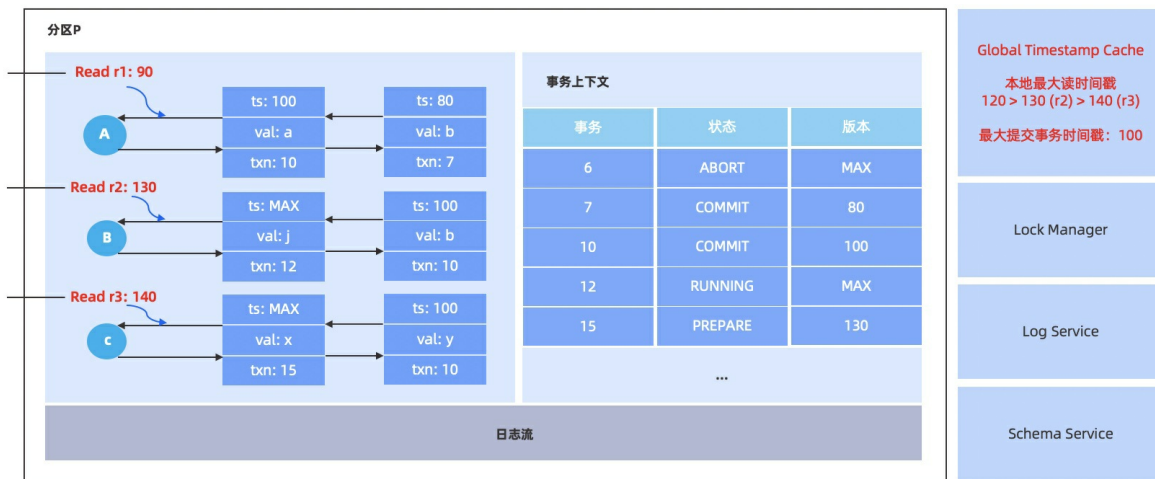 分区P
Read r1: 90
A
ts: 100
val: a
txn: 10
ts: 80
val: b
txn: 7
Read r2: 130
B
ts: MAX
val: j
txn: 12
ts: 100
val: b
txn: 10
Read r3: 140
c
ts: MAX
val: x
txn: 15
ts: 100
val: y
txn: 10
事务上下文
事务 状态 版本
6 ABORT MAX
7 COMMIT 80
10 COMMIT 100
12 RUNNING MAX
15 PREPARE 130
...
日志流
Global Timestamp Cache
本地最大读时间戳
120 > 130 (r2) > 140 (r3)
最大提交事务时间戳：100
Lock Manager
Log Service
Schema Service